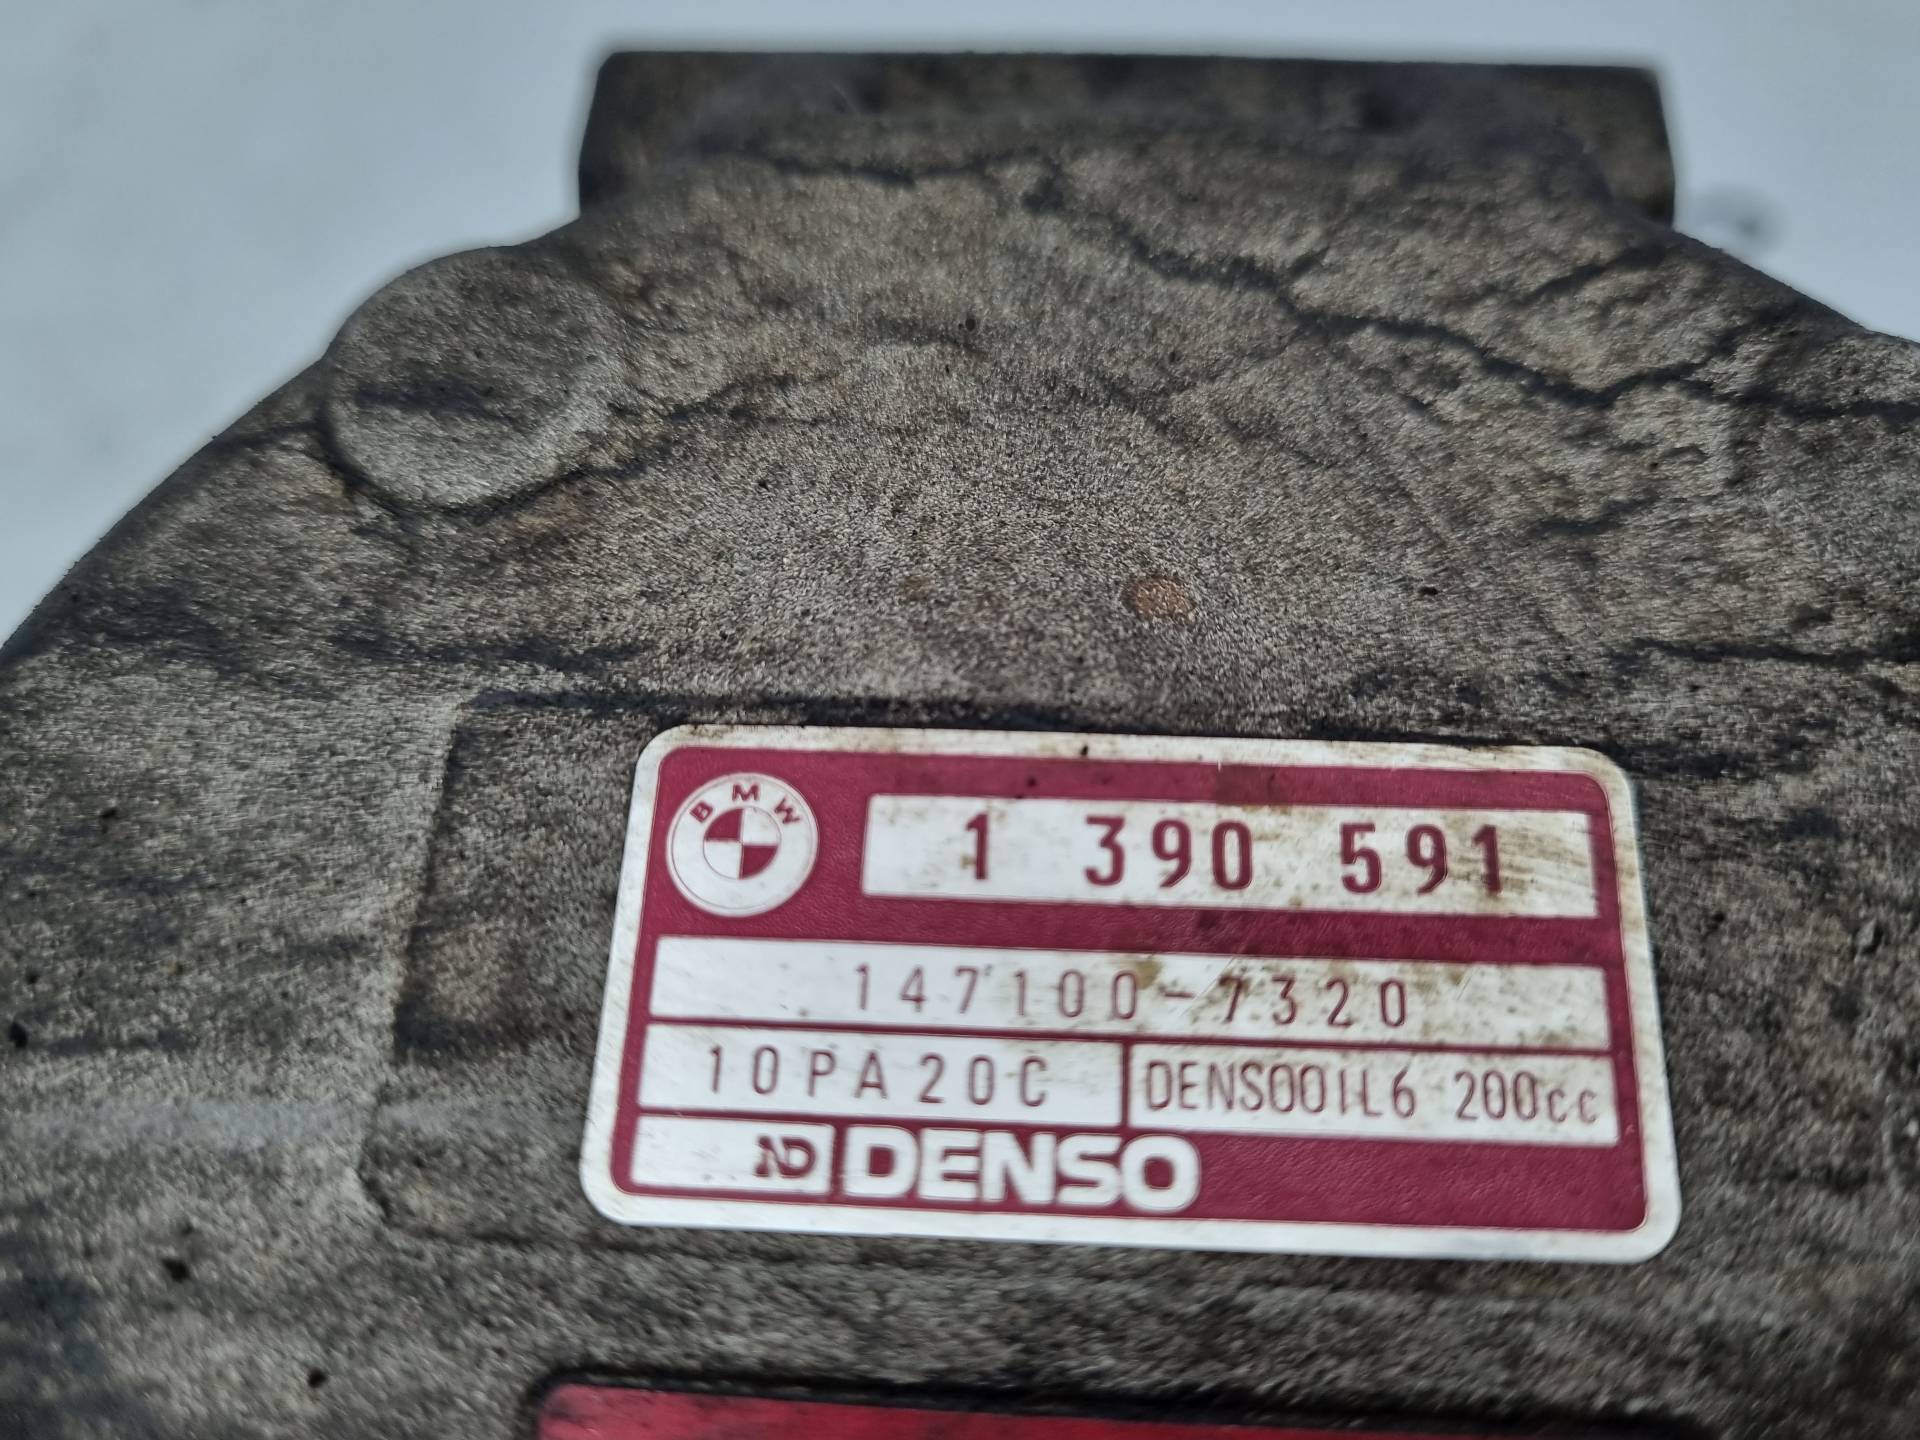 BMW
1 390 591
147100-7320
10PA20C
DENSOOIL6 200cc
ND DENSO